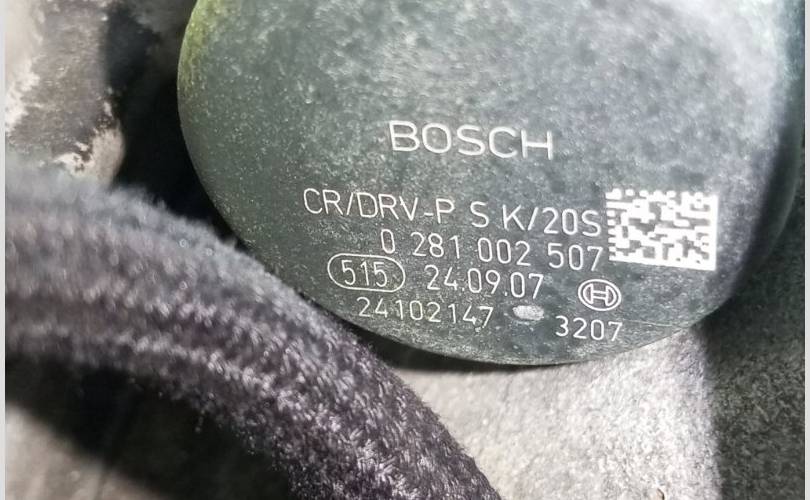 BOSCH
CR/DRV-P S K/20S
0 281 002 507
515 24.09.07
24102147 3207